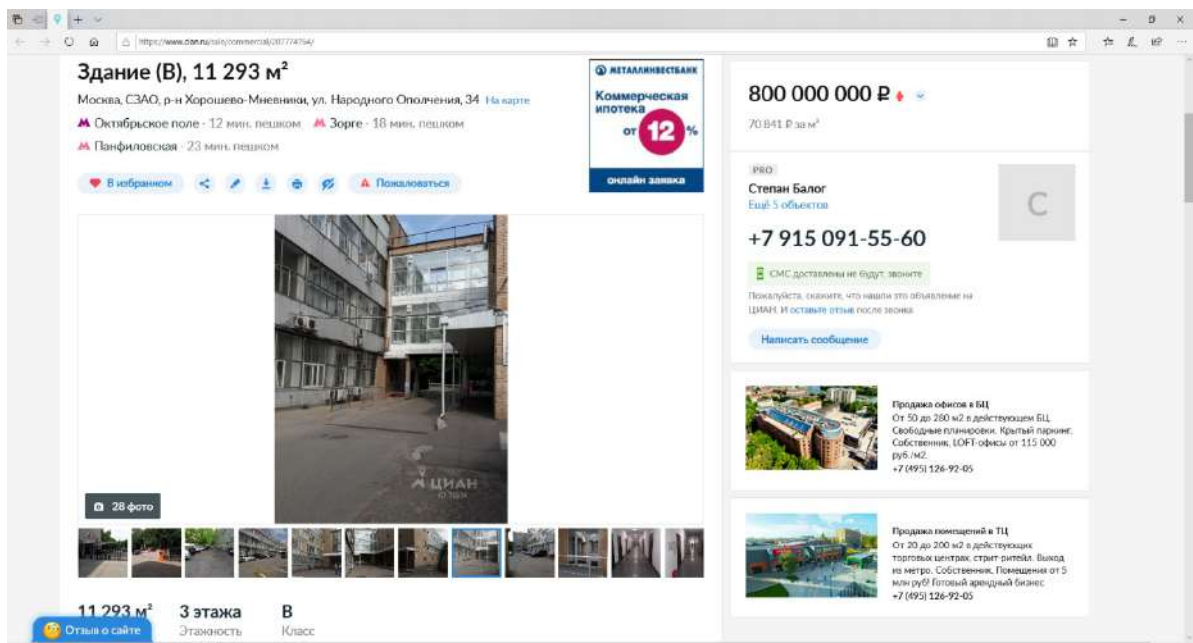 https://www.cian.ru/sale/commercial/207774764/
Здание (B), 11 293 м²
Москва, СЗАО, р-н Хорошево-Мневники, ул. Народного Ополчения, 34 На карте
Октябрьское поле · 12 мин. пешком Зорге · 18 мин. пешком
Панфиловская · 23 мин. пешком
В избранном
Пожаловаться
МЕТАЛЛИНВЕСТБАНК
Коммерческая
ипотека
от 12 %
онлайн заявка
ЦИАН
28 фото
11 293 м² 3 этажа B
Этажность Класс
Отзыв о сайте
800 000 000 ₽
70 841 ₽ за м²
PRO
Степан Балог
Ещё 5 объектов
C
+7 915 091-55-60
СМС доставлены не будут, звоните
Пожалуйста, скажите, что нашли это объявление на
ЦИАН. И оставьте отзыв после звонка
Написать сообщение
Продажа офисов в БЦ
От 50 до 280 м2 в действующем БЦ.
Свободные планировки. Крытый паркинг.
Собственник. LOFT-офисы от 115 000
руб./м2.
+7 (495) 126-92-05
Продажа помещений в ТЦ
От 20 до 200 м2 в действующих
торговых центрах, стрит-ритейл. Выход
из метро. Собственник. Помещения от 5
млн руб! Готовый арендный бизнес
+7 (495) 126-92-05